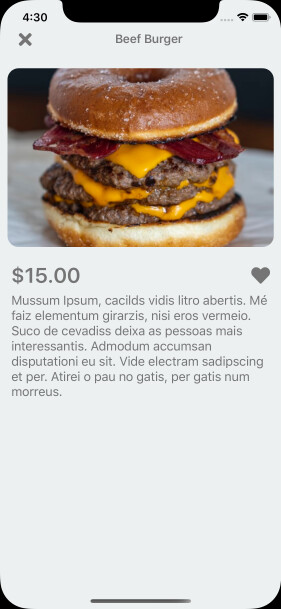 4:30
Beef Burger
$15.00
Mussum Ipsum, cacilds vidis litro abertis. Mé
faiz elementum girarzis, nisi eros vermeio.
Suco de cevadiss deixa as pessoas mais
interessantis. Admodum accumsan
disputationi eu sit. Vide electram sadipscing
et per. Atirei o pau no gatis, per gatis num
morreus.